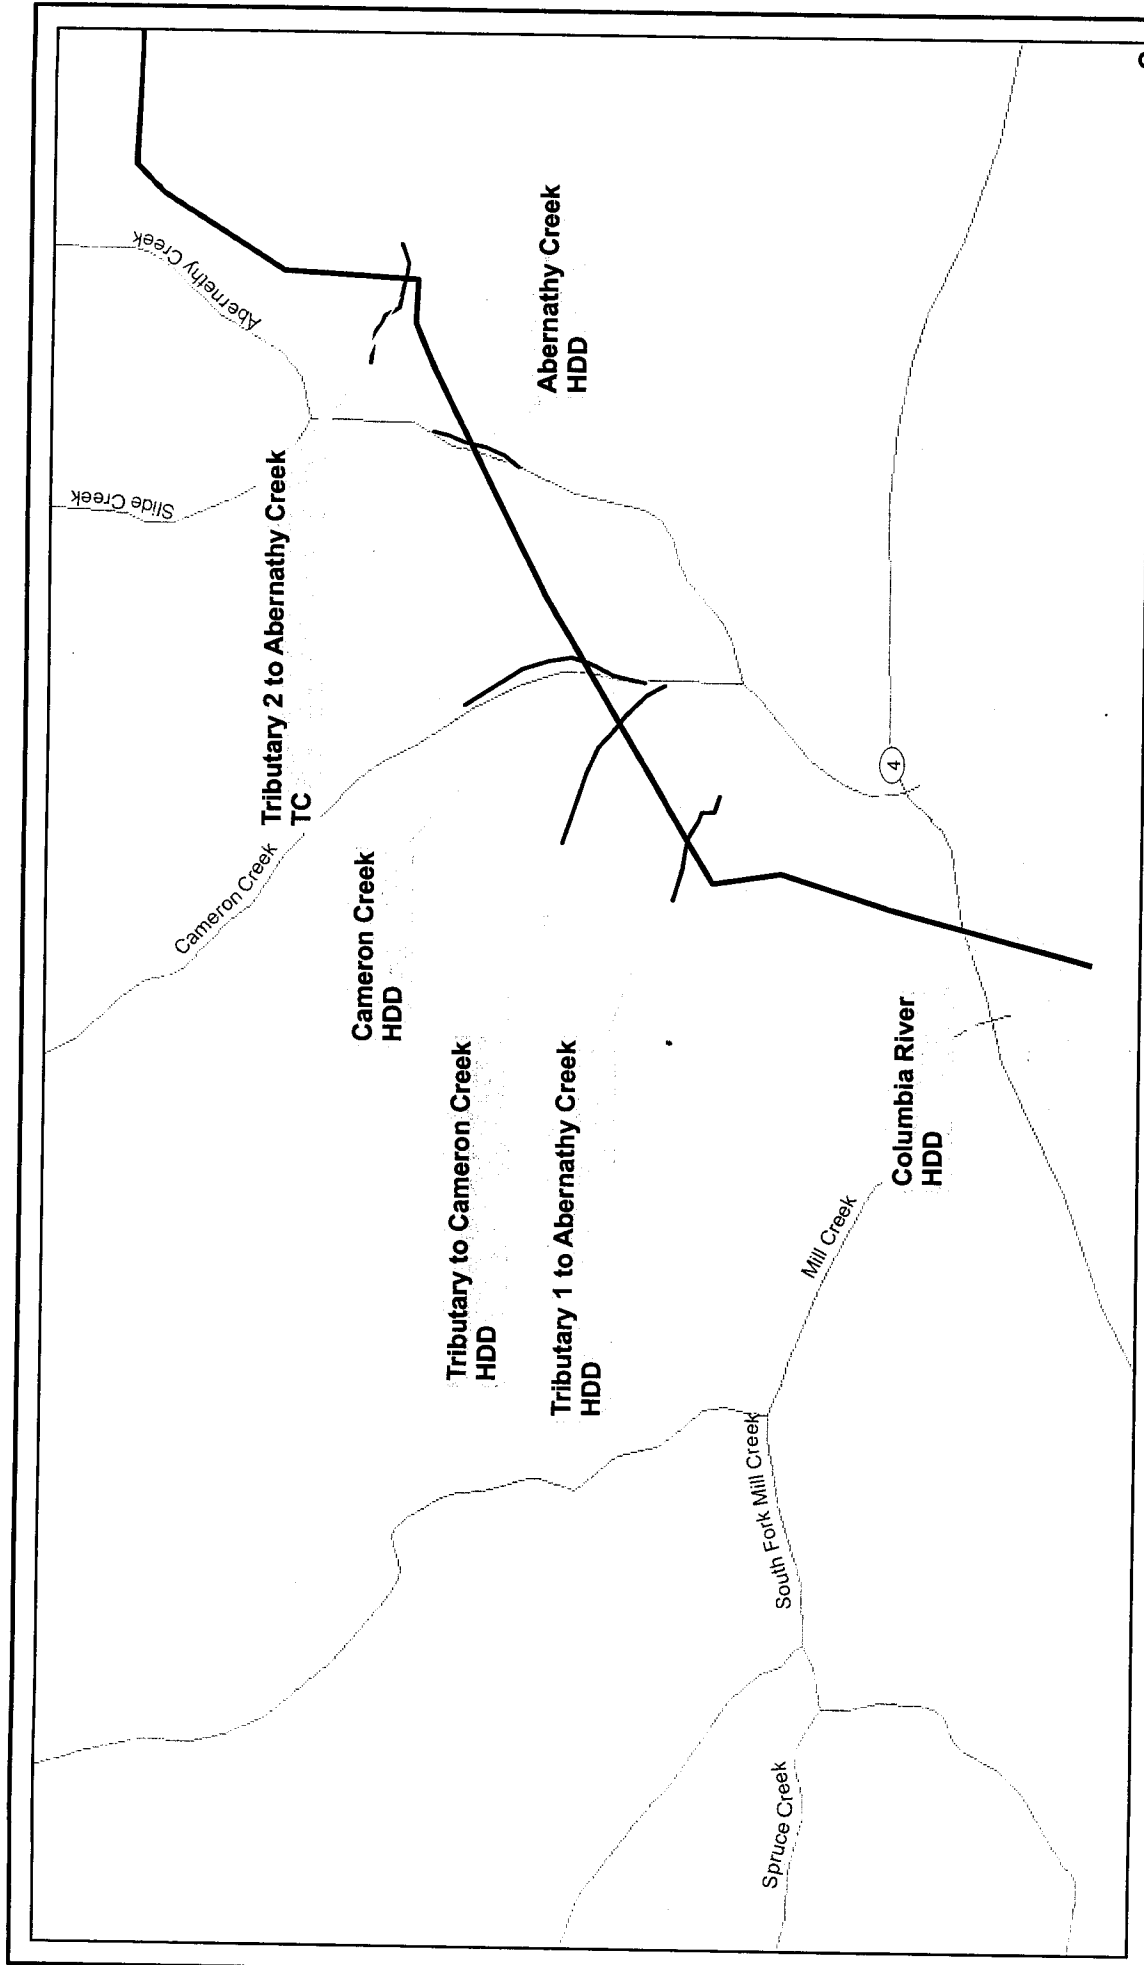 Abernethy Creek
Slide Creek
Tributary 2 to Abernathy Creek
TC
Abernathy Creek
HDD
Cameron Creek
Cameron Creek
HDD
Tributary to Cameron Creek
HDD
Tributary 1 to Abernathy Creek
HDD
4
Columbia River
HDD
Mill Creek
South Fork Mill Creek
Spruce Creek